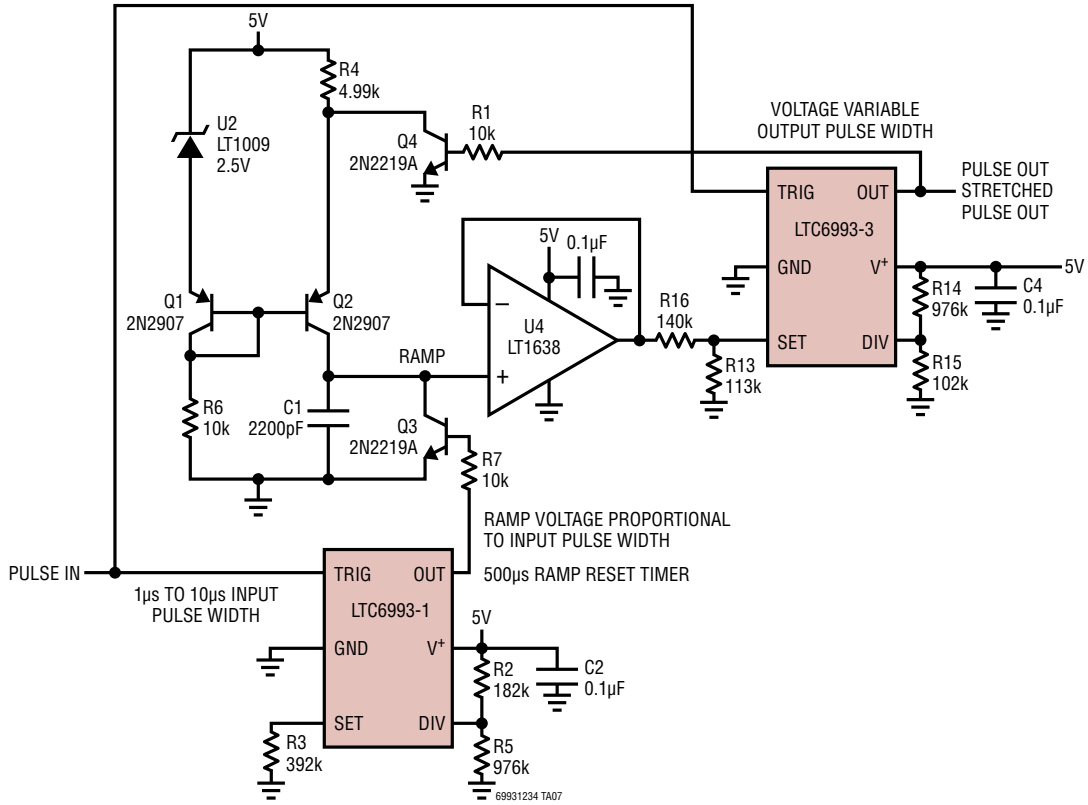 5V
R4
4.99k
U2
LT1009
2.5V
Q4
2N2219A
R1
10k
VOLTAGE VARIABLE
OUTPUT PULSE WIDTH
PULSE OUT
STRETCHED
PULSE OUT
TRIG
OUT
LTC6993-3
GND
V+
5V
SET
DIV
R14
976k
C4
0.1µF
R15
102k
Q1
2N2907
Q2
2N2907
5V
0.1µF
–
+
U4
LT1638
R16
140k
R13
113k
RAMP
R6
10k
C1
2200pF
Q3
2N2219A
R7
10k
RAMP VOLTAGE PROPORTIONAL
TO INPUT PULSE WIDTH
500µs RAMP RESET TIMER
PULSE IN
1µs TO 10µs INPUT
PULSE WIDTH
TRIG
OUT
LTC6993-1
GND
V+
5V
SET
DIV
R2
182k
C2
0.1µF
R3
392k
R5
976k
69931234 TA07